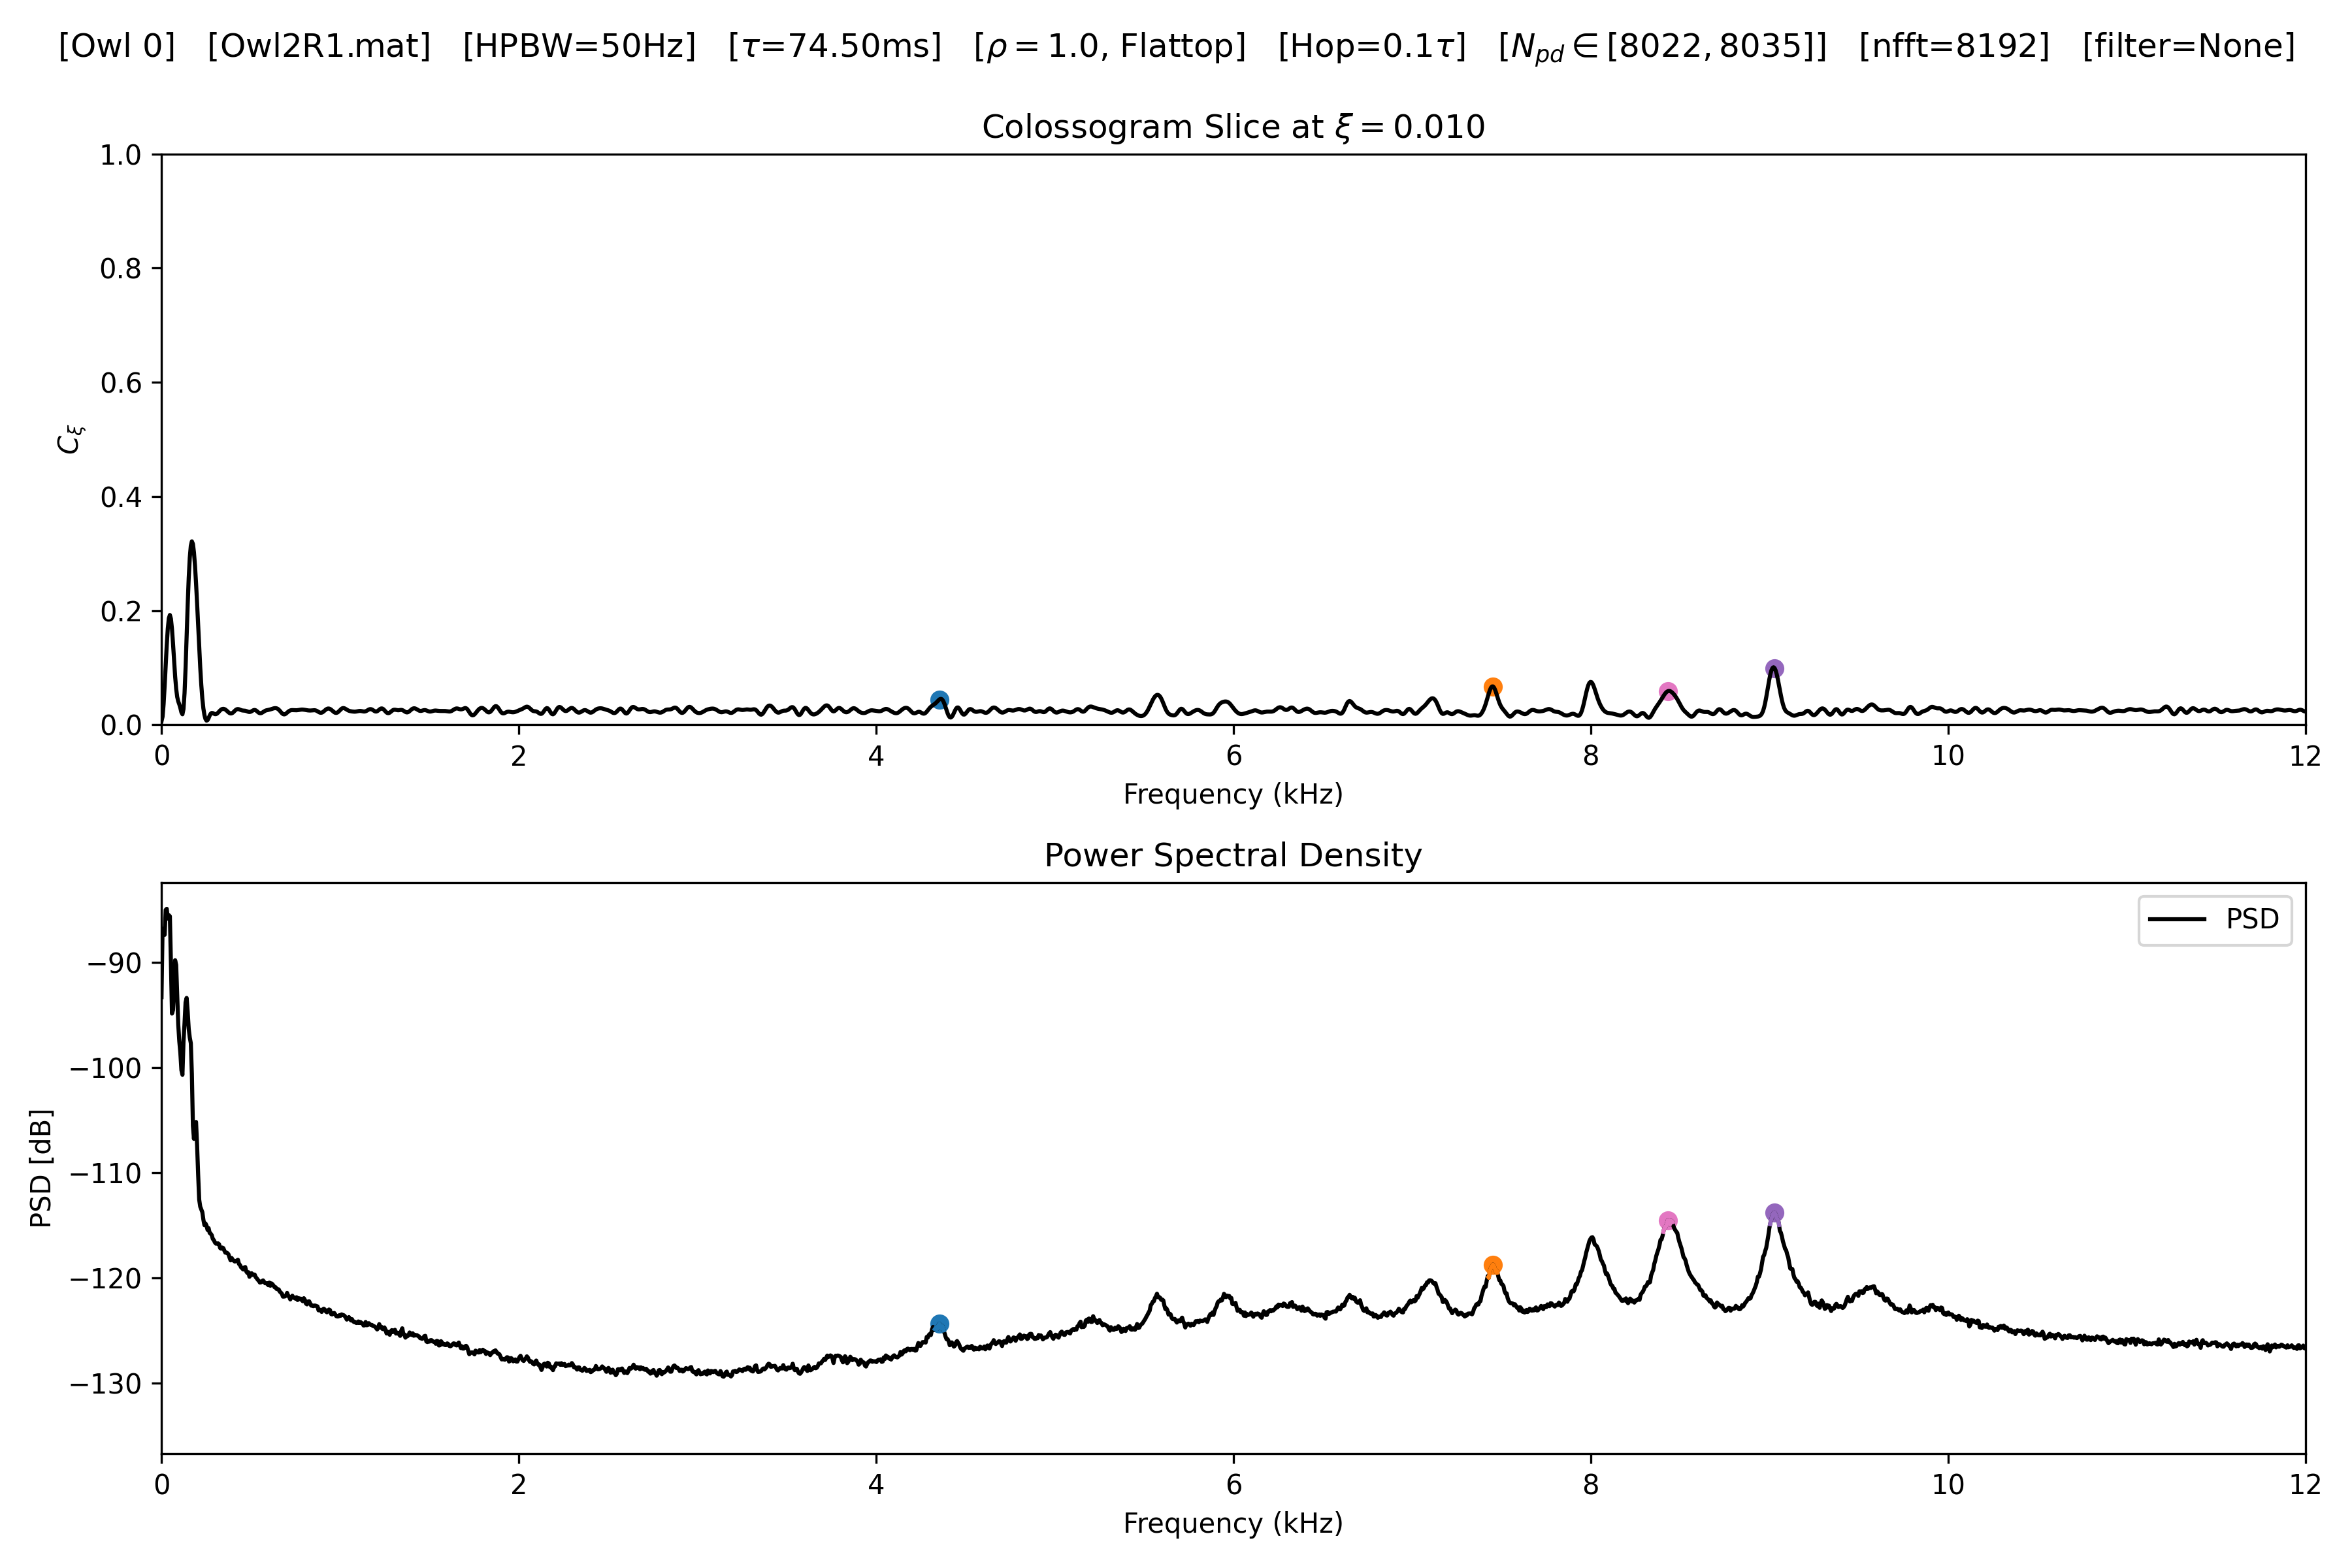 [Owl 0] [Owl2R1.mat] [HPBW=50Hz] [τ=74.50ms] [ρ = 1.0, Flattop] [Hop=0.1τ] [N_pd ∈ [8022, 8035]] [nfft=8192] [filter=None]
Colossogram Slice at ξ = 0.010
1.0
0.8
0.6
0.4
0.2
0.0
C_ξ
0 2 4 6 8 10 12
Frequency (kHz)
Power Spectral Density
PSD
−90
−100
−110
−120
−130
PSD [dB]
0 2 4 6 8 10 12
Frequency (kHz)